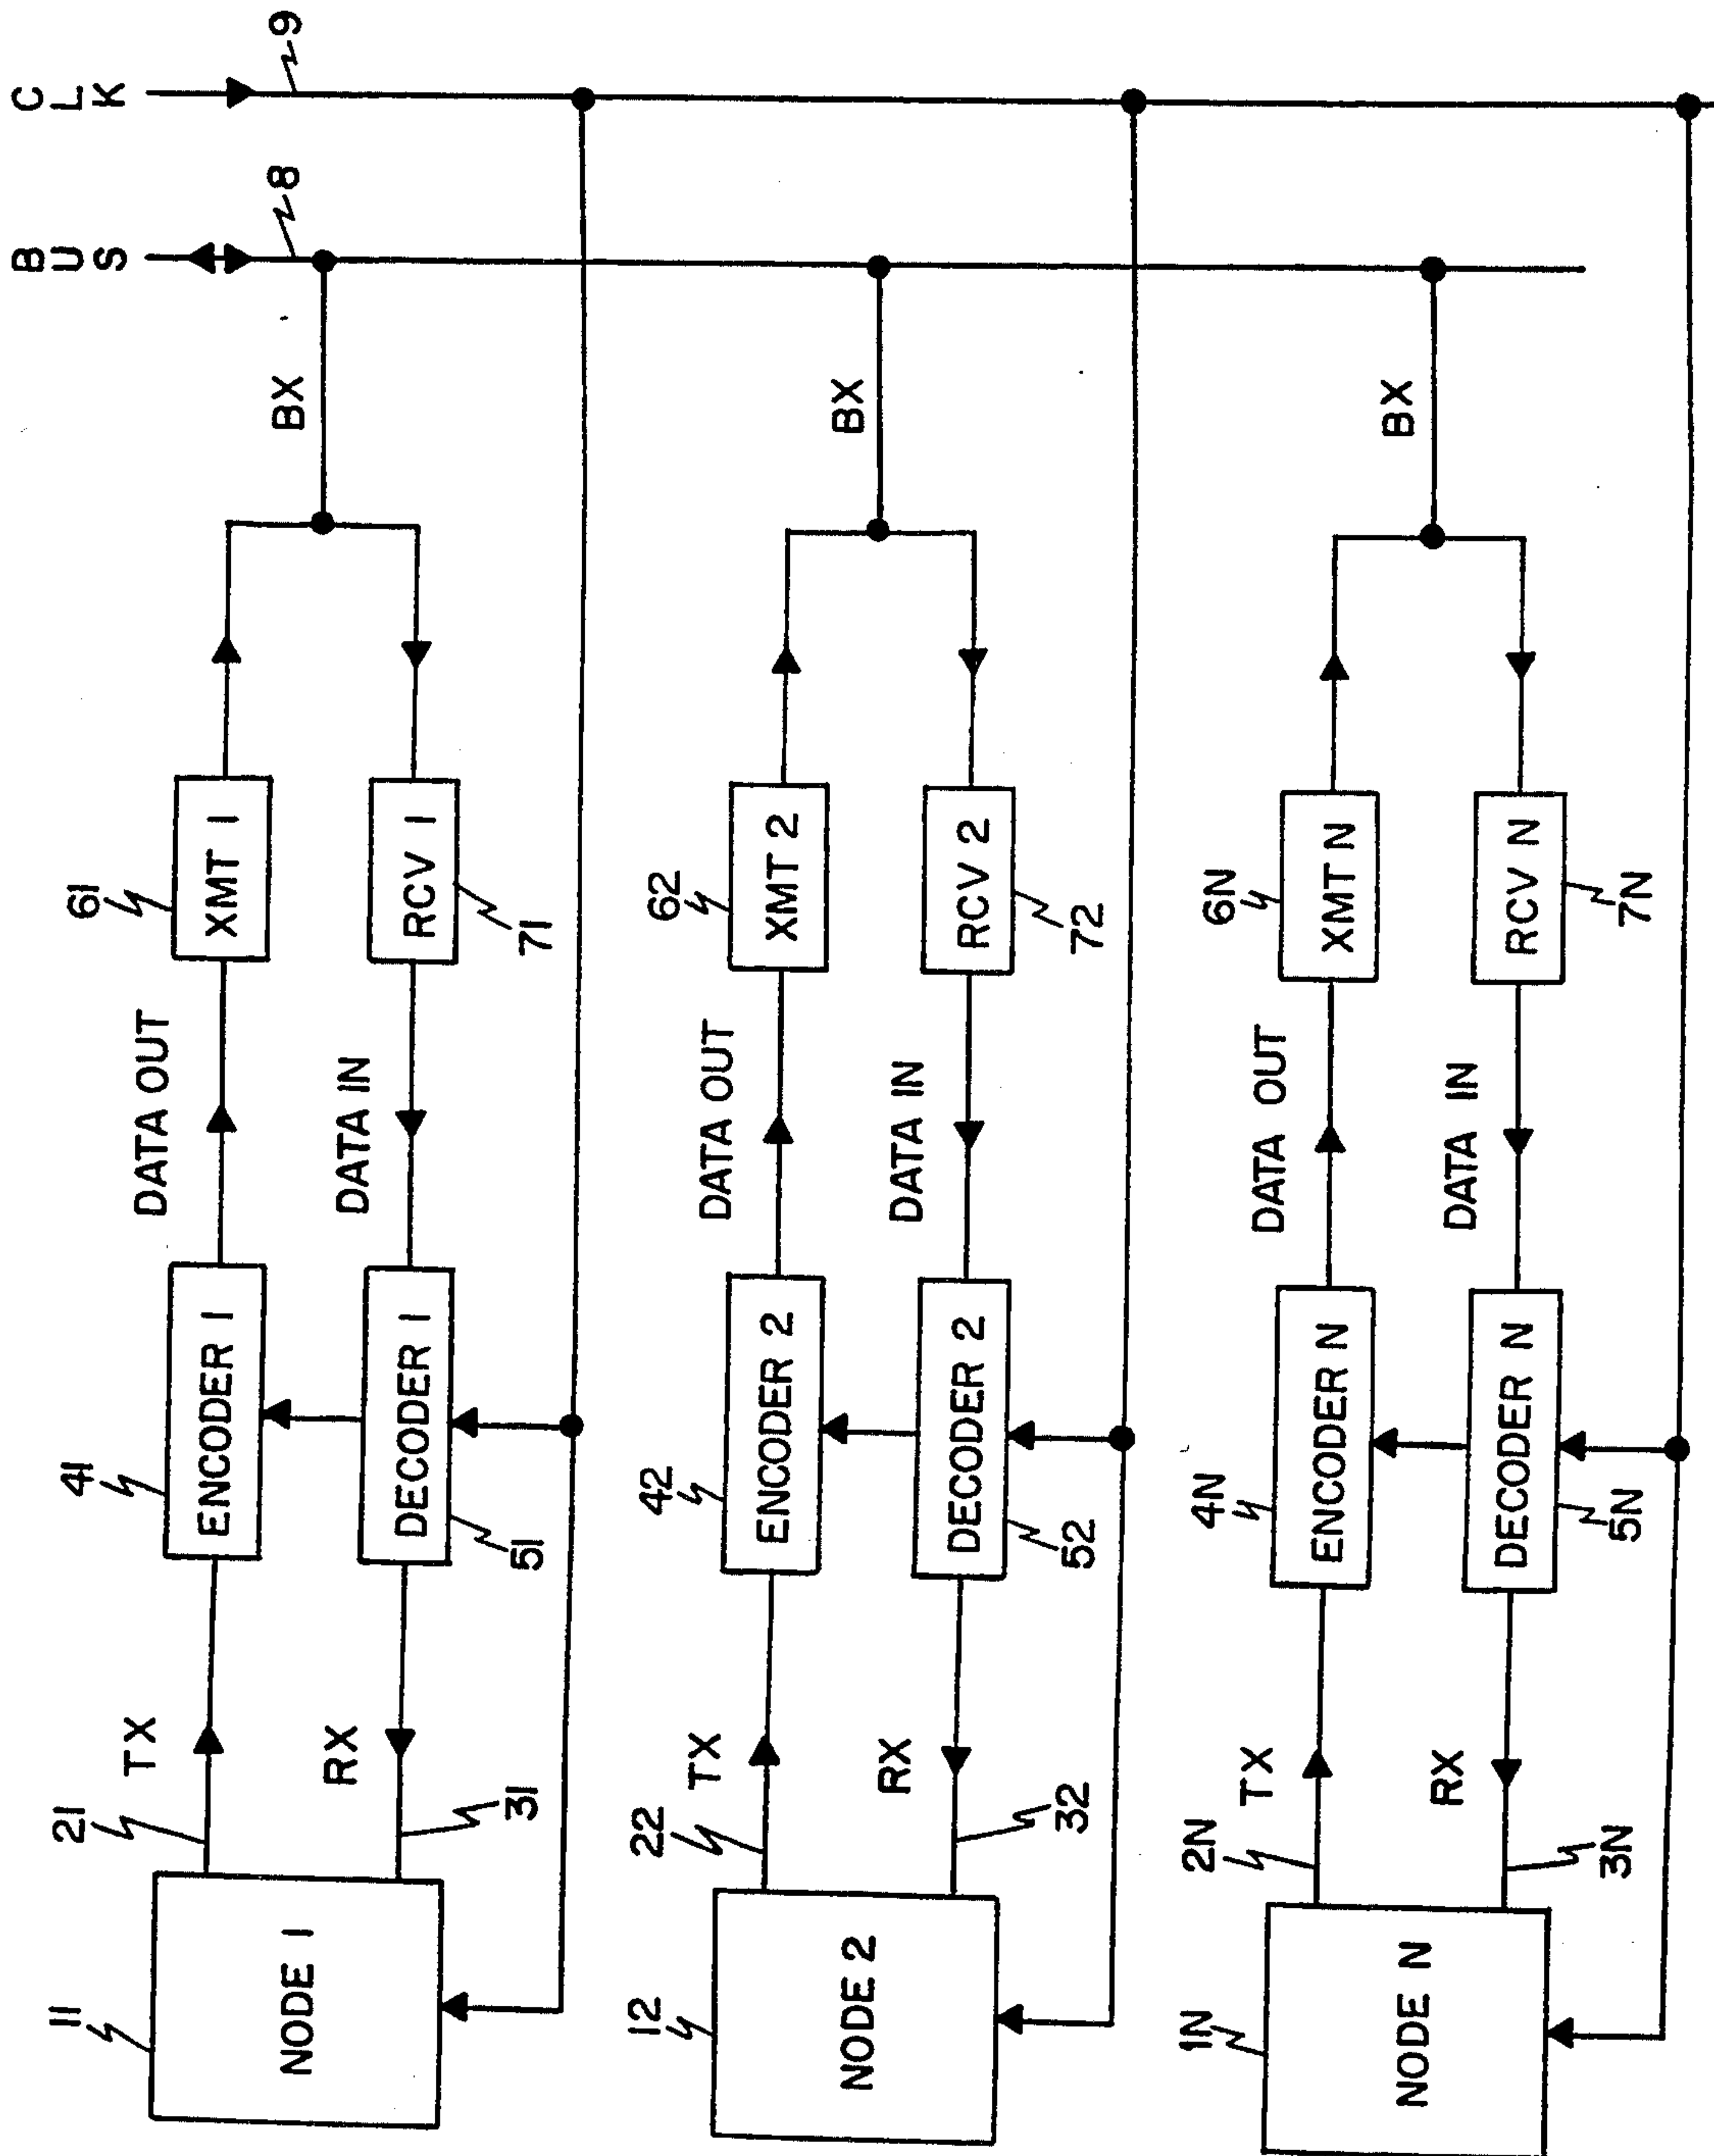 BUS
CLK
8
9
11
NODE 1
21
TX
RX
31
41
ENCODER 1
DECODER 1
51
DATA OUT
DATA IN
61
XMT 1
RCV 1
71
BX
12
NODE 2
22
TX
RX
32
42
ENCODER 2
DECODER 2
52
DATA OUT
DATA IN
62
XMT 2
RCV 2
72
BX
1N
NODE N
2N
TX
RX
3N
4N
ENCODER N
DECODER N
5N
DATA OUT
DATA IN
6N
XMT N
RCV N
7N
BX